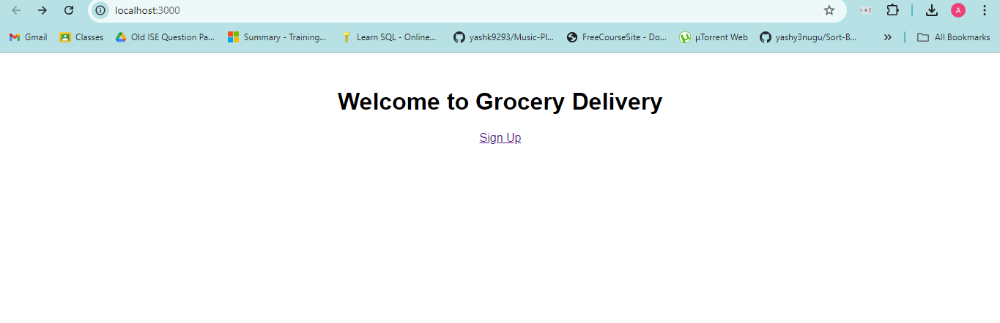 localhost:3000
A
Gmail Classes Old ISE Question Pa... Summary - Training... Learn SQL - Online... yashk9293/Music-Pl... FreeCourseSite - Do... µTorrent Web yashy3nugu/Sort-B... » All Bookmarks
Welcome to Grocery Delivery
Sign Up